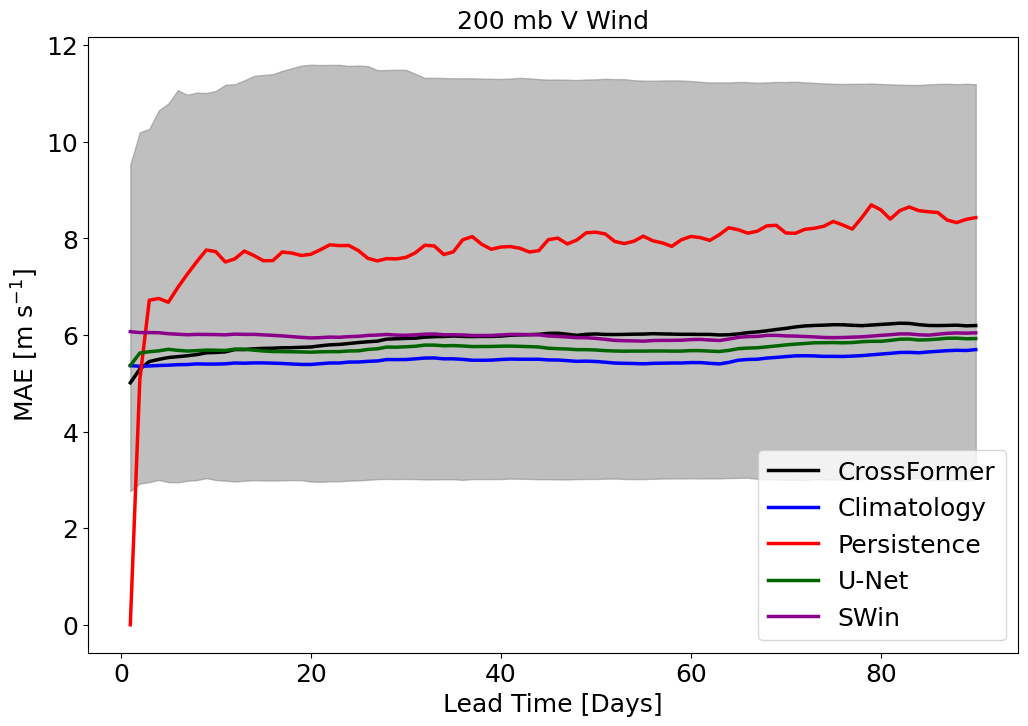 200 mb V Wind
MAE [m s⁻¹]
12
10
8
6
4
2
0
0 20 40 60 80
Lead Time [Days]
CrossFormer
Climatology
Persistence
U-Net
SWin